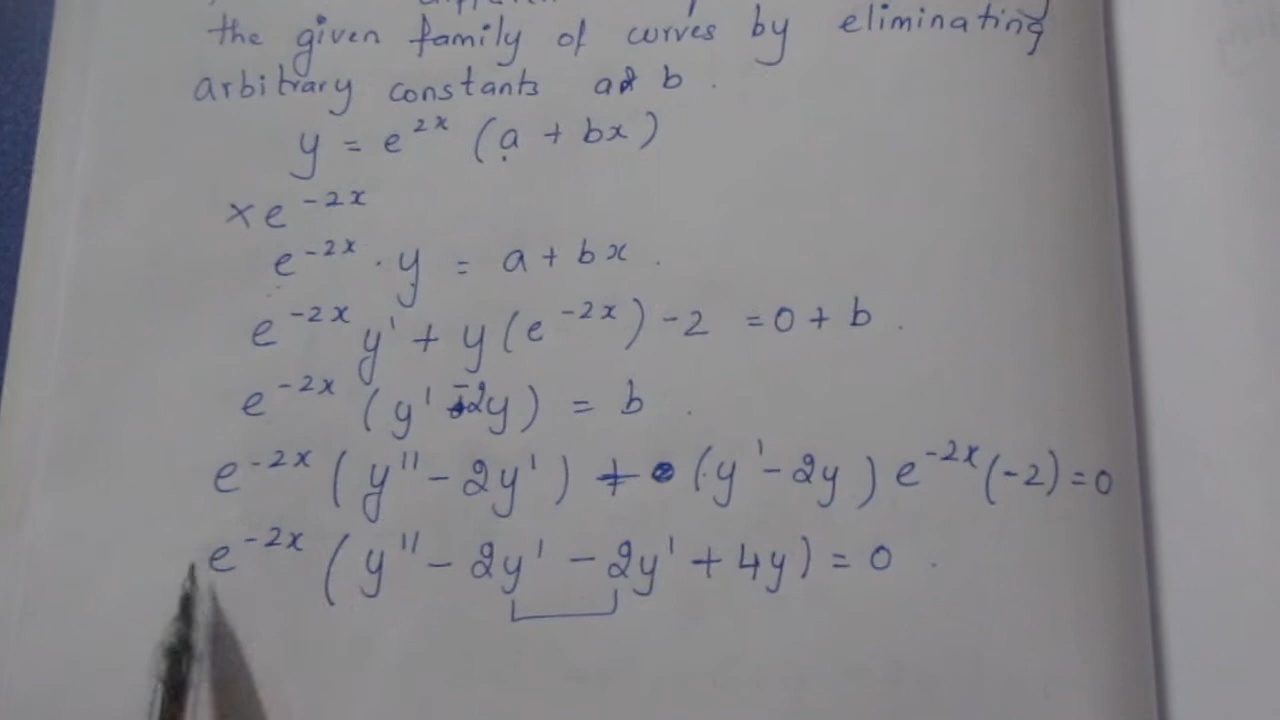 the given family of curves by eliminating
arbitrary constants a & b .
y = e^{2x} (a + bx)
× e^{-2x}
e^{-2x} . y = a + bx .
e^{-2x} y' + y (e^{-2x}) -2 = 0 + b .
e^{-2x} (y' -2y) = b .
e^{-2x} (y'' - 2y') + (y' - 2y) e^{-2x} (-2) = 0
e^{-2x} (y'' - 2y' - 2y' + 4y) = 0 .